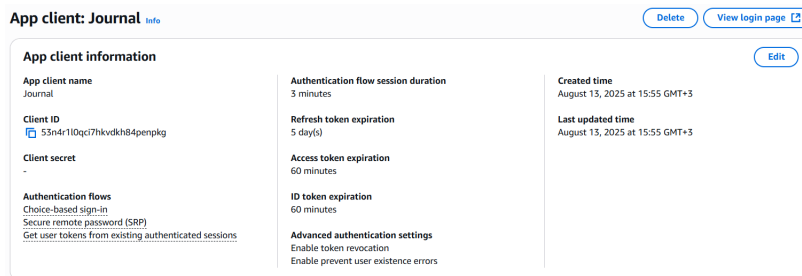 App client: Journal Info
Delete
View login page
App client information
Edit
App client name
Journal
Client ID
53n4r1l0qci7hkvdkh84penpkg
Client secret
-
Authentication flows
Choice-based sign-in
Secure remote password (SRP)
Get user tokens from existing authenticated sessions
Authentication flow session duration
3 minutes
Refresh token expiration
5 day(s)
Access token expiration
60 minutes
ID token expiration
60 minutes
Advanced authentication settings
Enable token revocation
Enable prevent user existence errors
Created time
August 13, 2025 at 15:55 GMT+3
Last updated time
August 13, 2025 at 15:55 GMT+3